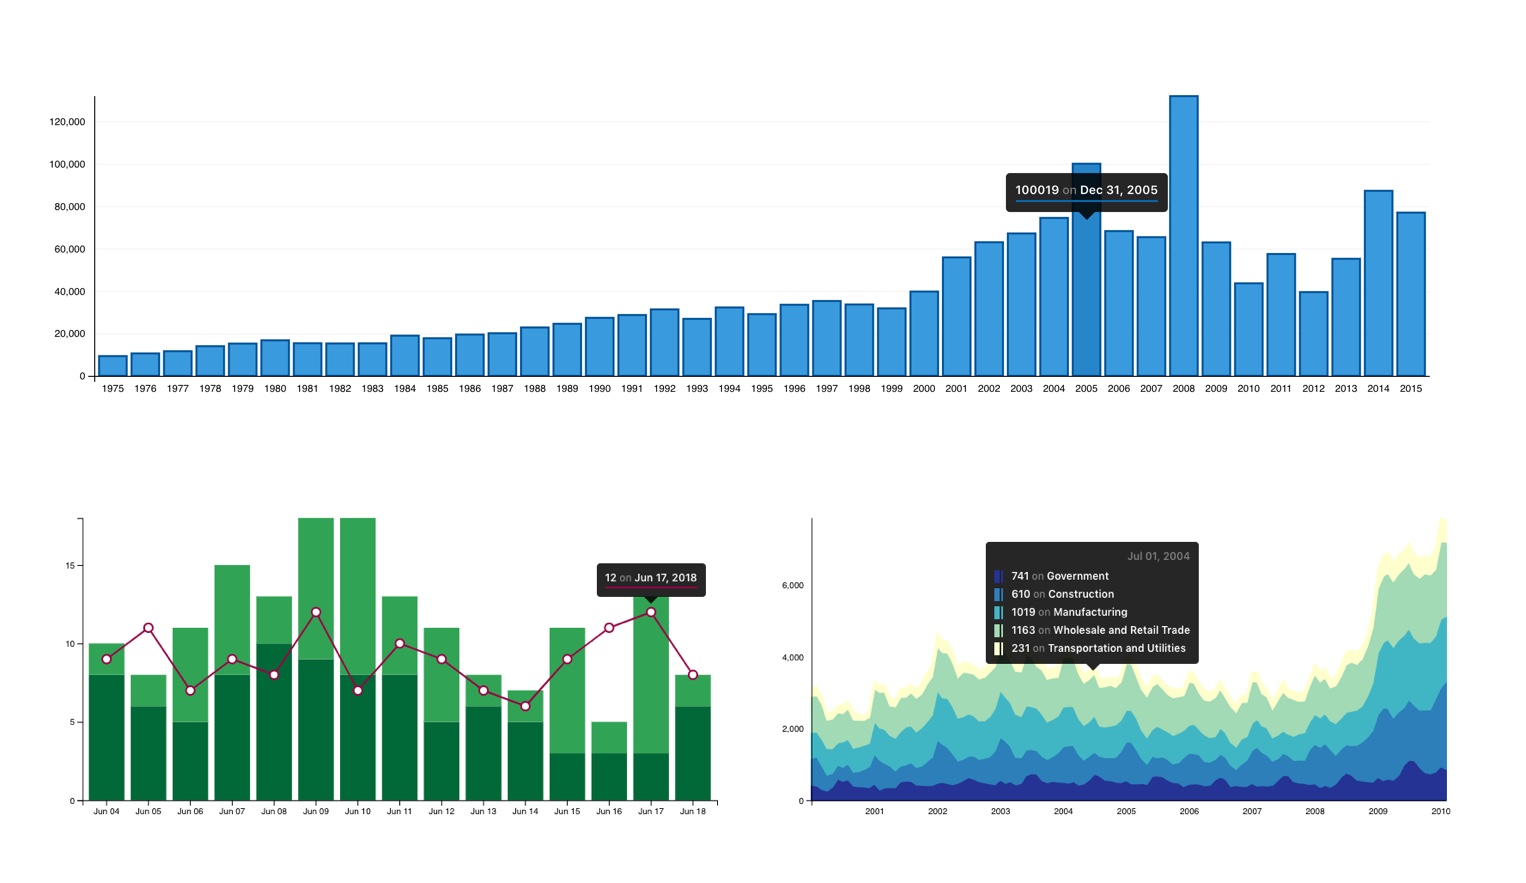 120,000
100,000
80,000
60,000
40,000
20,000
0
100019 on Dec 31, 2005
1975 1976 1977 1978 1979 1980 1981 1982 1983 1984 1985 1986 1987 1988 1989 1990 1991 1992 1993 1994 1995 1996 1997 1998 1999 2000 2001 2002 2003 2004 2005 2006 2007 2008 2009 2010 2011 2012 2013 2014 2015
15
10
5
0
12 on Jun 17, 2018
Jun 04 Jun 05 Jun 06 Jun 07 Jun 08 Jun 09 Jun 10 Jun 11 Jun 12 Jun 13 Jun 14 Jun 15 Jun 16 Jun 17 Jun 18
6,000
4,000
2,000
0
Jul 01, 2004
741 on Government
610 on Construction
1019 on Manufacturing
1163 on Wholesale and Retail Trade
231 on Transportation and Utilities
2001 2002 2003 2004 2005 2006 2007 2008 2009 2010